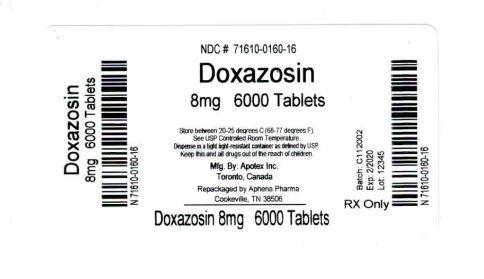 NDC # 71610-0160-16
Doxazosin
8mg 6000 Tablets
Store between 20-25 degrees C (68-77 degrees F)
See USP Controlled Room Temperature.
Dispense in a tight light-resistant container as defined by USP.
Keep this and all drugs out of the reach of children.
Mfg. By: Apotex Inc.
Toronto, Canada
Repackaged by Aphena Pharma
Cookeville, TN 38506
Doxazosin 8mg 6000 Tablets
Doxazosin
8mg 6000 Tablets
N 71610-0160-16
Batch: C112002
Exp: 2/2020
Lot: 12345
RX Only
N 71610-0160-16